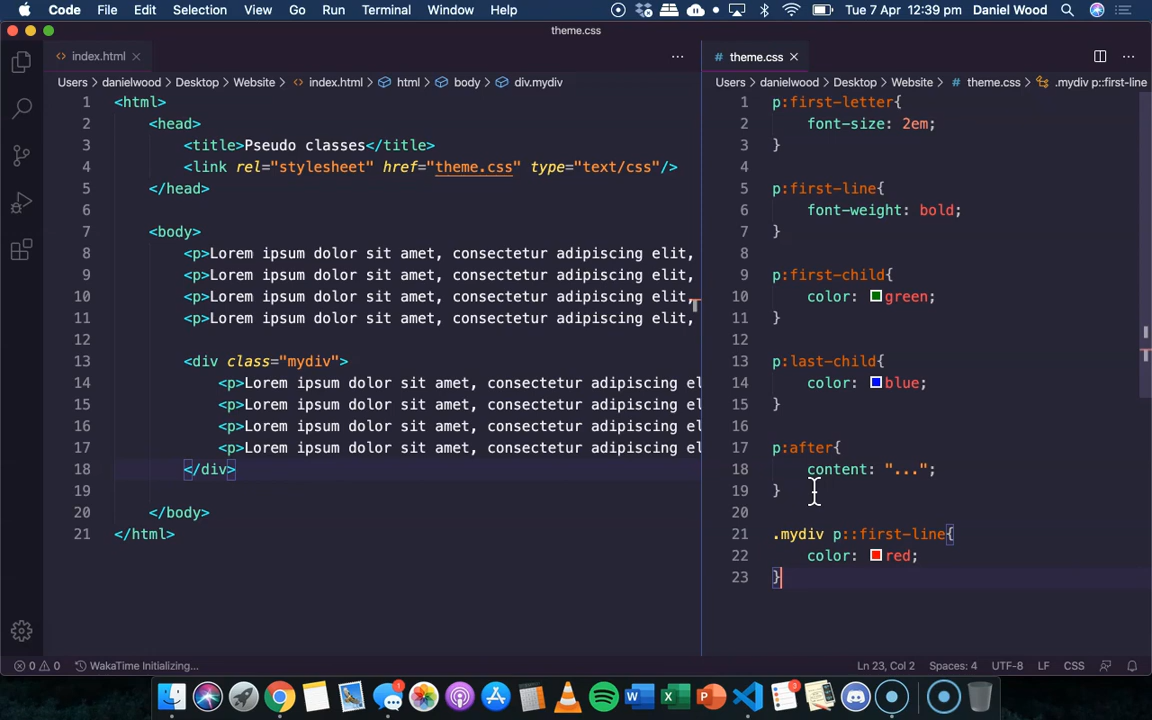 Code File Edit Selection View Go Run Terminal Window Help Tue 7 Apr 12:39 pm Daniel Wood
theme.css
index.html
# theme.css
Users > danielwood > Desktop > Website > index.html > html > body > div.mydiv
Users > danielwood > Desktop > Website > # theme.css > .mydiv p::first-line
1 <html>
2 <head>
3 <title>Pseudo classes</title>
4 <link rel="stylesheet" href="theme.css" type="text/css"/>
5 </head>
6
7 <body>
8 <p>Lorem ipsum dolor sit amet, consectetur adipiscing elit,
9 <p>Lorem ipsum dolor sit amet, consectetur adipiscing elit,
10 <p>Lorem ipsum dolor sit amet, consectetur adipiscing elit,
11 <p>Lorem ipsum dolor sit amet, consectetur adipiscing elit,
12
13 <div class="mydiv">
14 <p>Lorem ipsum dolor sit amet, consectetur adipiscing el
15 <p>Lorem ipsum dolor sit amet, consectetur adipiscing el
16 <p>Lorem ipsum dolor sit amet, consectetur adipiscing el
17 <p>Lorem ipsum dolor sit amet, consectetur adipiscing el
18 </div>
19
20 </body>
21 </html>
1 p:first-letter{
2 font-size: 2em;
3 }
4
5 p:first-line{
6 font-weight: bold;
7 }
8
9 p:first-child{
10 color: green;
11 }
12
13 p:last-child{
14 color: blue;
15 }
16
17 p:after{
18 content: "...";
19 }
20
21 .mydiv p::first-line{
22 color: red;
23 }
0 0 WakaTime Initializing... Ln 23, Col 2 Spaces: 4 UTF-8 LF CSS